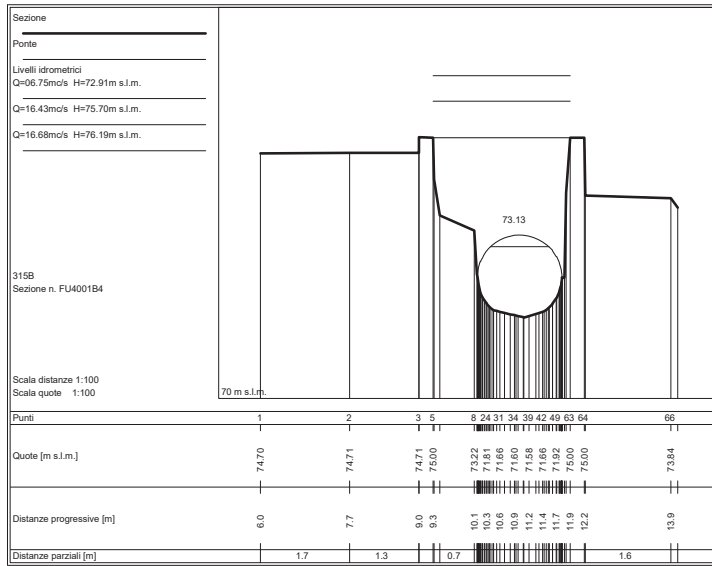 Sezione
Ponte
Livelli idrometrici
Q=06.75mc/s H=72.91m s.l.m.
Q=16.43mc/s H=75.70m s.l.m.
Q=16.68mc/s H=76.19m s.l.m.
73.13
315B
Sezione n. FU4001B4
Scala distanze 1:100
Scala quote 1:100
70 m s.l.m.
Punti 1 2 3 5 8 24 31 34 39 42 49 63 64 66
Quote [m s.l.m.] 74.70 74.71 74.71 75.00 73.22 71.81 71.66 71.60 71.58 71.66 71.92 75.00 75.00 73.84
Distanze progressive [m] 6.0 7.7 9.0 9.3 10.1 10.3 10.6 10.9 11.2 11.4 11.7 11.9 12.2 13.9
Distanze parziali [m] 1.7 1.3 0.7 1.6